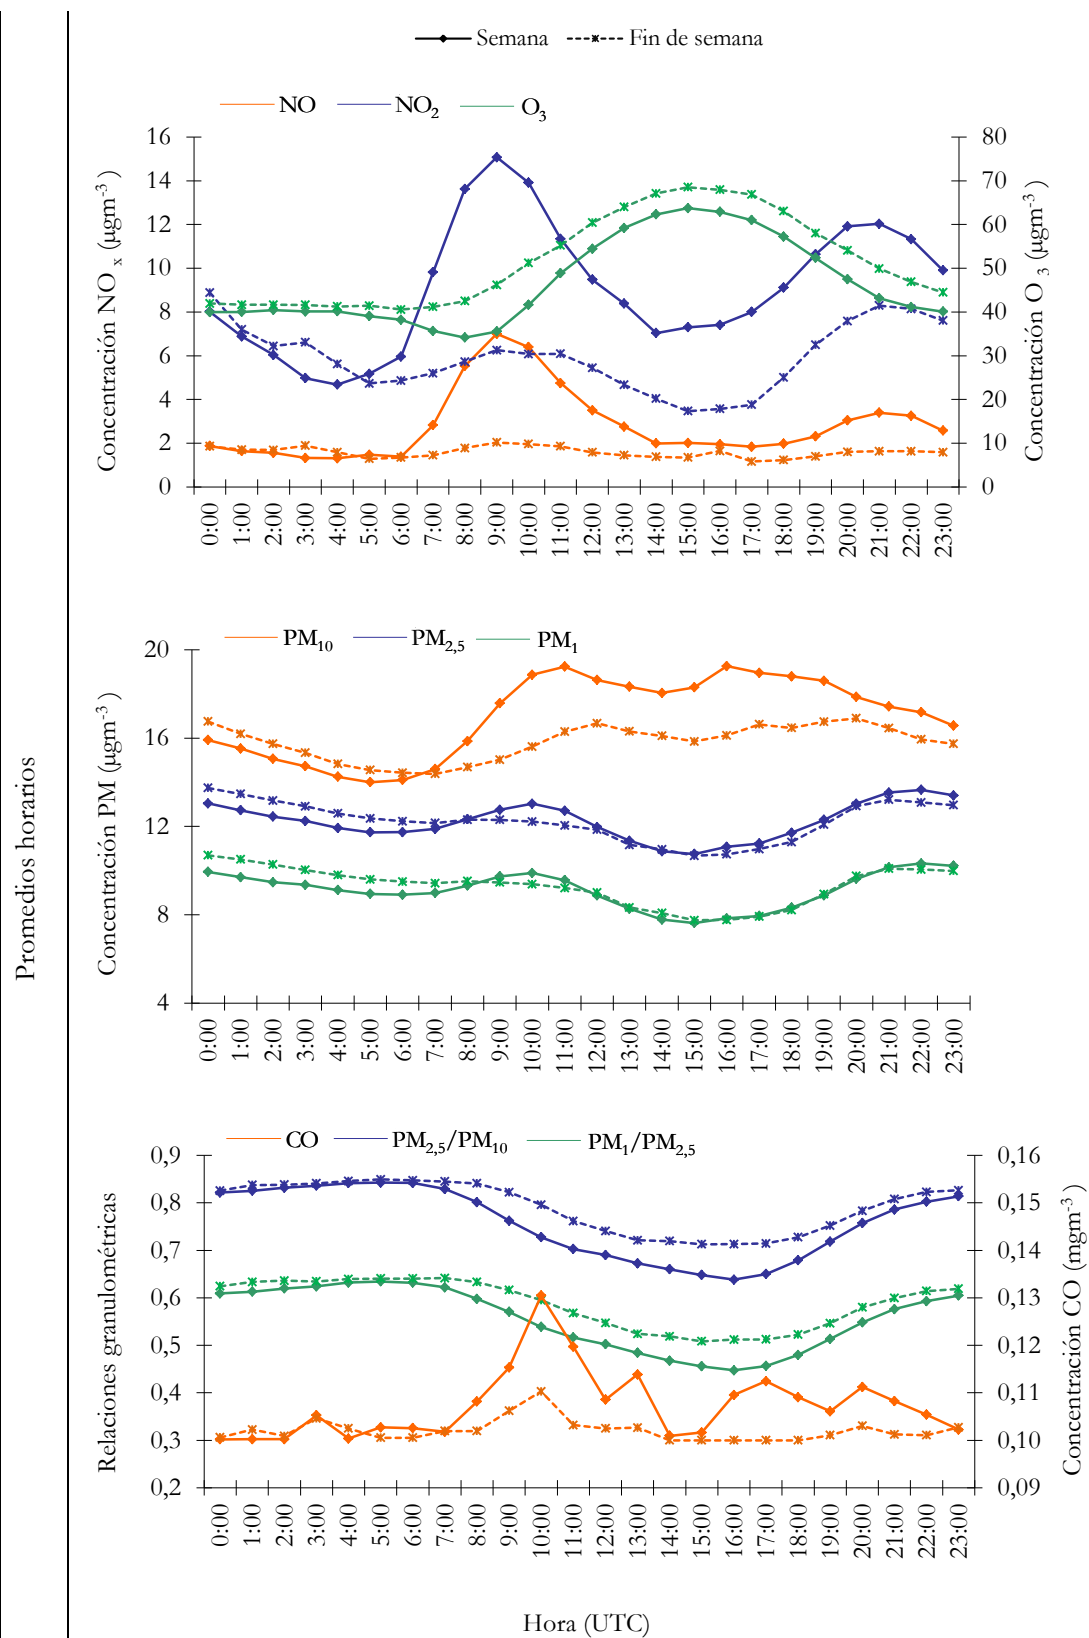 Semana Fin de semana
NO NO₂ O₃
16 80
14 70
12 60
10 50
8 40
6 30
4 20
2 10
0 0
Concentración NOₓ (µgm⁻³)
Concentración O₃ (µgm⁻³)
0:00 1:00 2:00 3:00 4:00 5:00 6:00 7:00 8:00 9:00 10:00 11:00 12:00 13:00 14:00 15:00 16:00 17:00 18:00 19:00 20:00 21:00 22:00 23:00
PM₁₀ PM₂,₅ PM₁
20
16
12
8
4
Concentración PM (µgm⁻³)
0:00 1:00 2:00 3:00 4:00 5:00 6:00 7:00 8:00 9:00 10:00 11:00 12:00 13:00 14:00 15:00 16:00 17:00 18:00 19:00 20:00 21:00 22:00 23:00
Promedios horarios
CO PM₂,₅/PM₁₀ PM₁/PM₂,₅
0,9 0,16
0,8 0,15
0,7 0,14
0,6 0,13
0,5 0,12
0,4 0,11
0,3 0,10
0,2 0,09
Relaciones granulométricas
Concentración CO (mgm⁻³)
0:00 1:00 2:00 3:00 4:00 5:00 6:00 7:00 8:00 9:00 10:00 11:00 12:00 13:00 14:00 15:00 16:00 17:00 18:00 19:00 20:00 21:00 22:00 23:00
Hora (UTC)